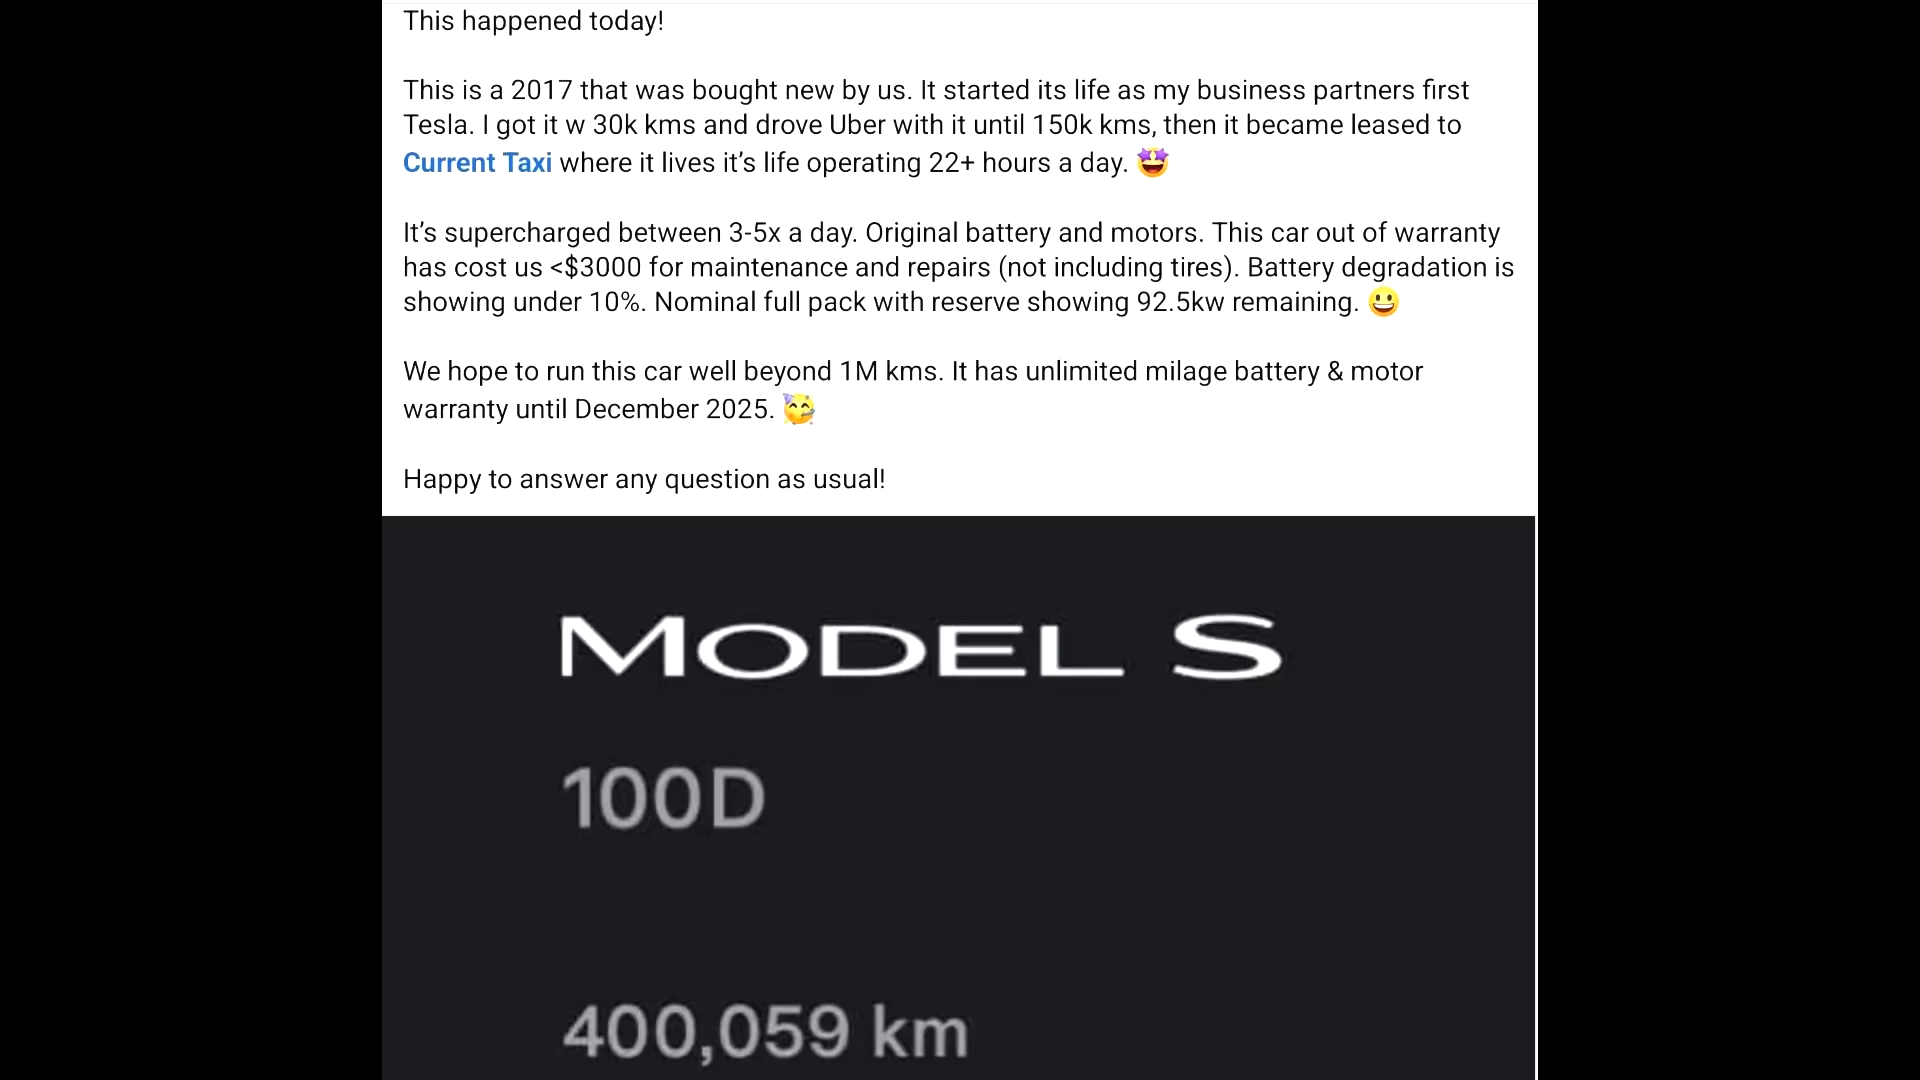 This happened today!
This is a 2017 that was bought new by us. It started its life as my business partners first
Tesla. I got it w 30k kms and drove Uber with it until 150k kms, then it became leased to
Current Taxi where it lives it’s life operating 22+ hours a day. 🤩
It’s supercharged between 3-5x a day. Original battery and motors. This car out of warranty
has cost us <$3000 for maintenance and repairs (not including tires). Battery degradation is
showing under 10%. Nominal full pack with reserve showing 92.5kw remaining. 😀
We hope to run this car well beyond 1M kms. It has unlimited milage battery & motor
warranty until December 2025. 🥳
Happy to answer any question as usual!
MODEL S
100D
400,059 km